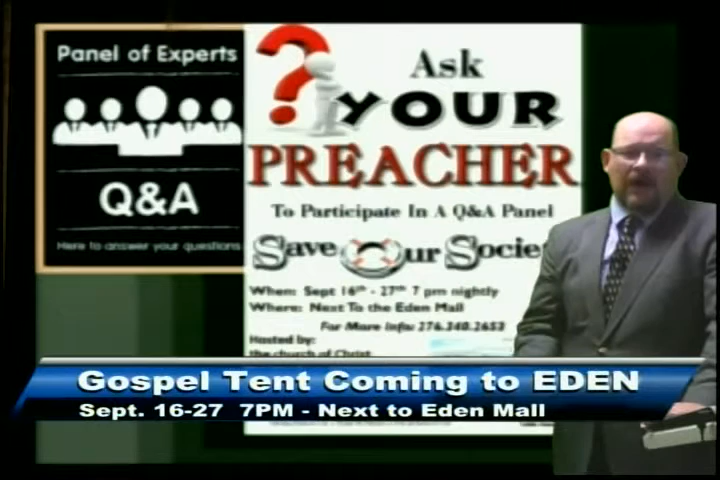 Panel of Experts
Q&A
Here to answer your questions
Ask
YOUR
PREACHER
To Participate In A Q&A Panel
Save Our Socie
When: Sept 16th - 27th 7 pm nightly
Where: Next To the Eden Mall
For More Info: 276.340.2653
Hosted by:
the church of Christ
Gospel Tent Coming to EDEN
Sept. 16-27 7PM - Next to Eden Mall